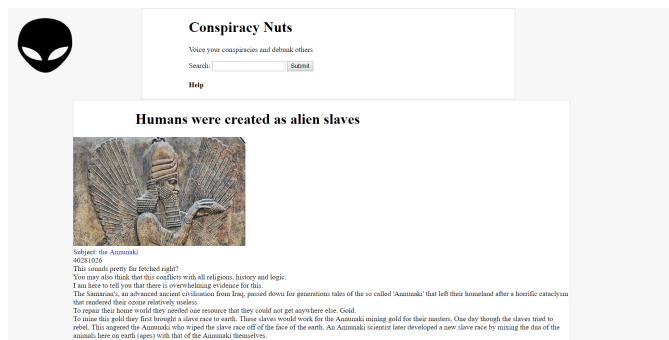 Conspiracy Nuts
Voice your conspiracies and debunk others
Search:
Submit
Help
Humans were created as alien slaves
Subject: the Annunaki
40281026
This sounds pretty far fetched right?
You may also think that this conflicts with all religious, history and logic.
I am here to tell you that there is overwhelming evidence for this.
The Samarian's, an advanced ancient civilisation from Iraq, passed down for generations tales of the so called 'Annunaki' that left their homeland after a horrific cataclysm
that rendered their ozone relatively useless.
To repair their home world they needed one resource that they could not get anywhere else. Gold.
To mine this gold they first brought a slave race to earth. These slaves would work for the Annunaki mining gold for their masters. One day though the slaves tried to
rebel. This angered the Annunaki who wiped the slave race off of the face of the earth. An Annunaki scientist later developed a new slave race by mixing the dna of the
animals here on earth (apes) with that of the Annunaki themselves.